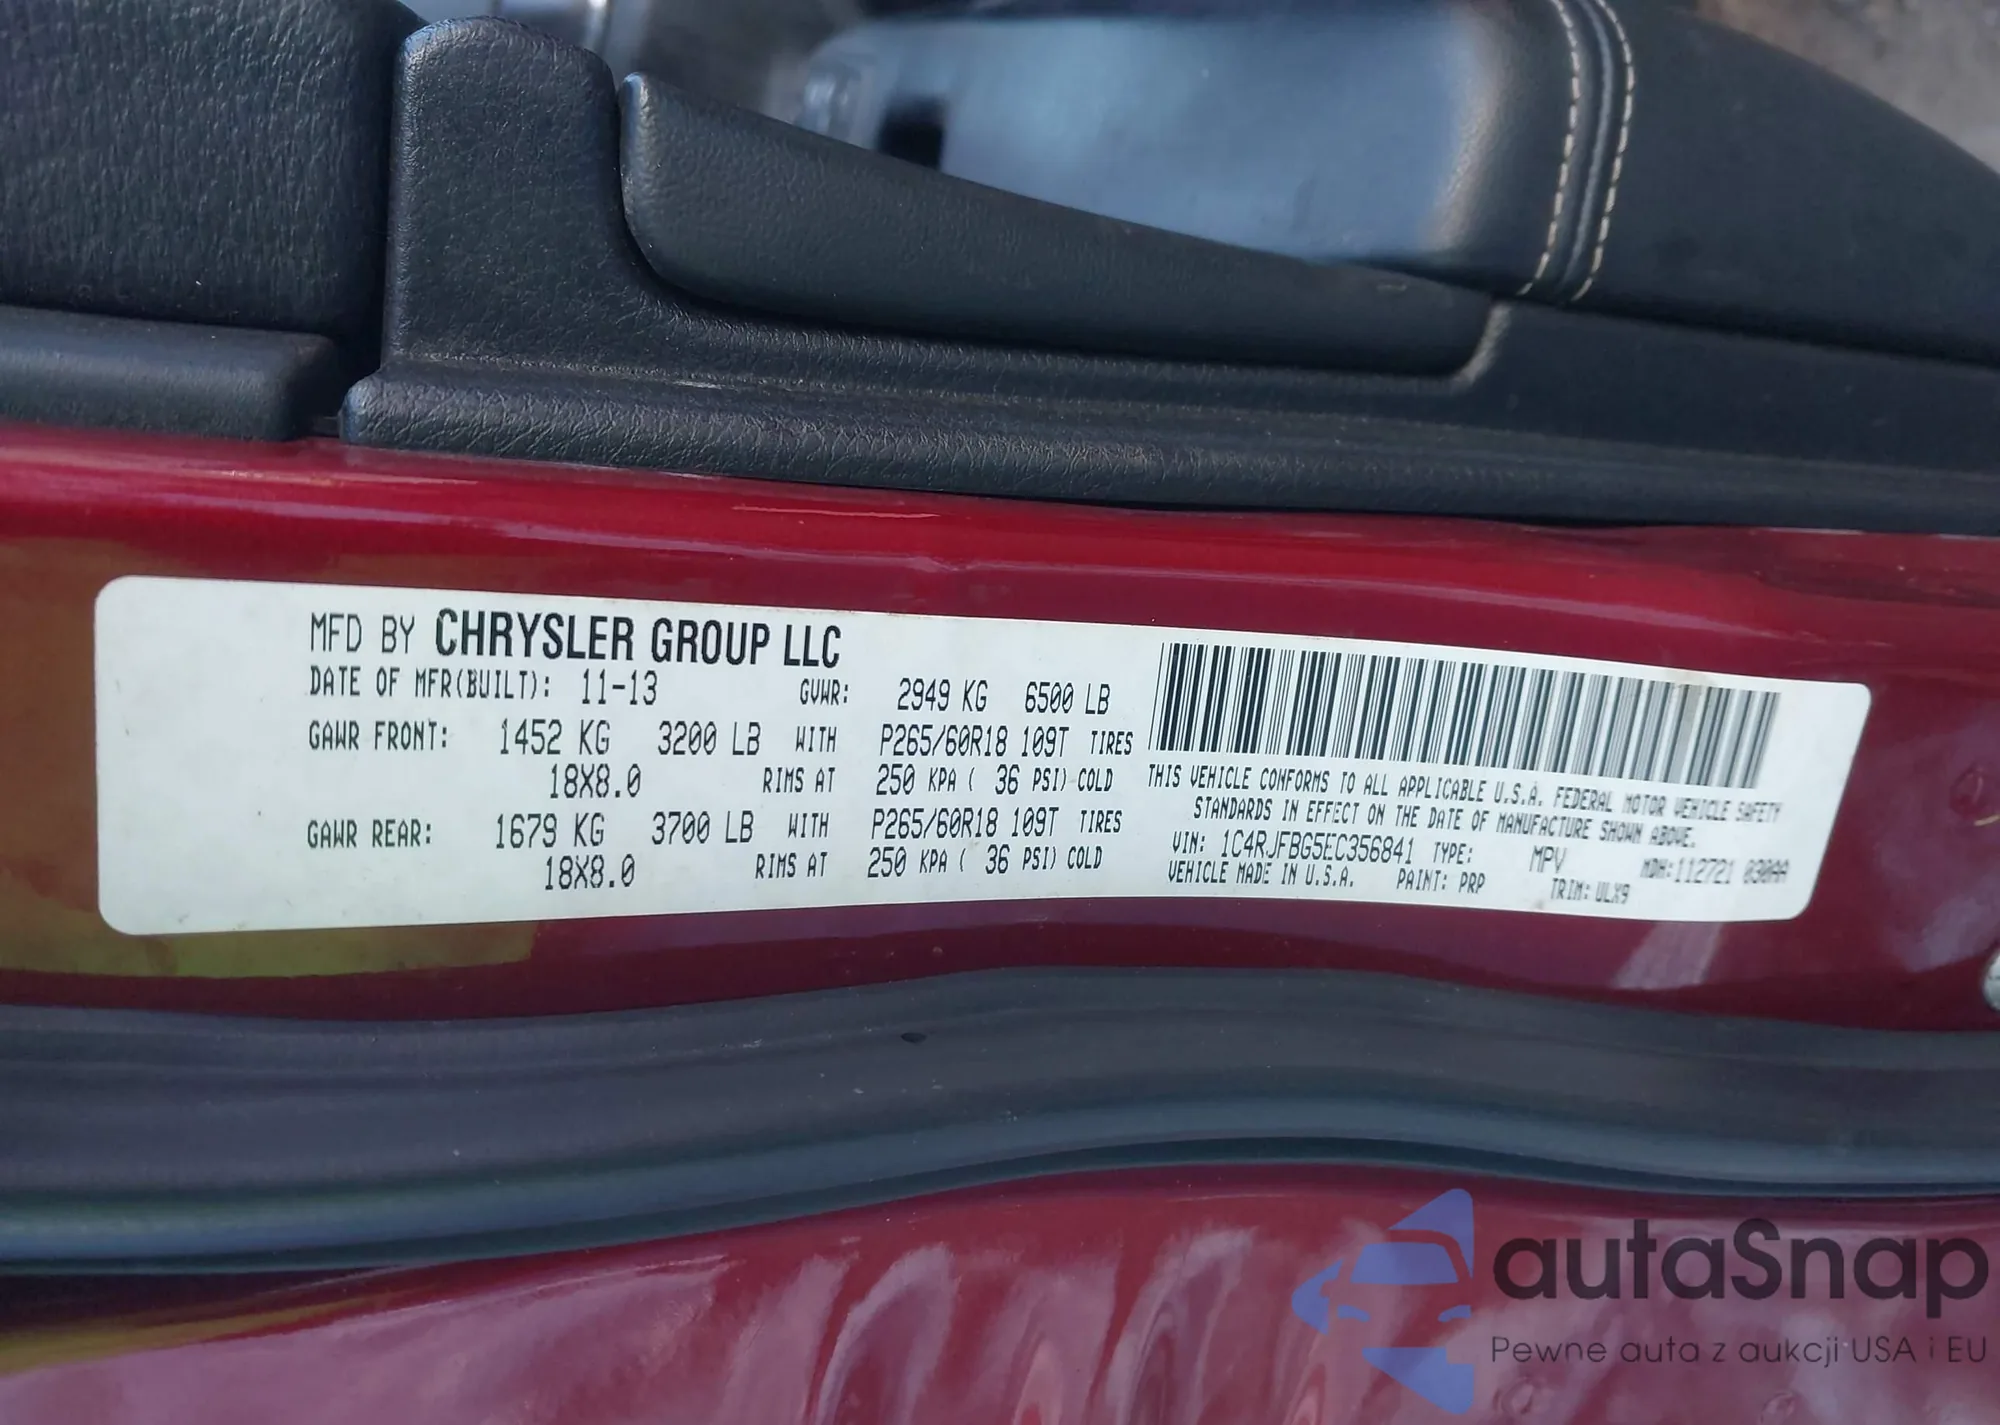 MFD BY CHRYSLER GROUP LLC
DATE OF MFR(BUILT): 11-13 GVWR: 2949 KG 6500 LB
GAWR FRONT: 1452 KG 3200 LB WITH P265/60R18 109T TIRES
18X8.0 RIMS AT 250 KPA ( 36 PSI) COLD
GAWR REAR: 1679 KG 3700 LB WITH P265/60R18 109T TIRES
18X8.0 RIMS AT 250 KPA ( 36 PSI) COLD
THIS VEHICLE CONFORMS TO ALL APPLICABLE U.S.A. FEDERAL MOTOR VEHICLE SAFETY
STANDARDS IN EFFECT ON THE DATE OF MANUFACTURE SHOWN ABOVE.
VIN: 1C4RJFBG5EC356841 TYPE: MPV MDH:112721 030AA
VEHICLE MADE IN U.S.A. PAINT: PRP TRIM: ULX9
autaSnap
Pewne auta z aukcji USA i EU